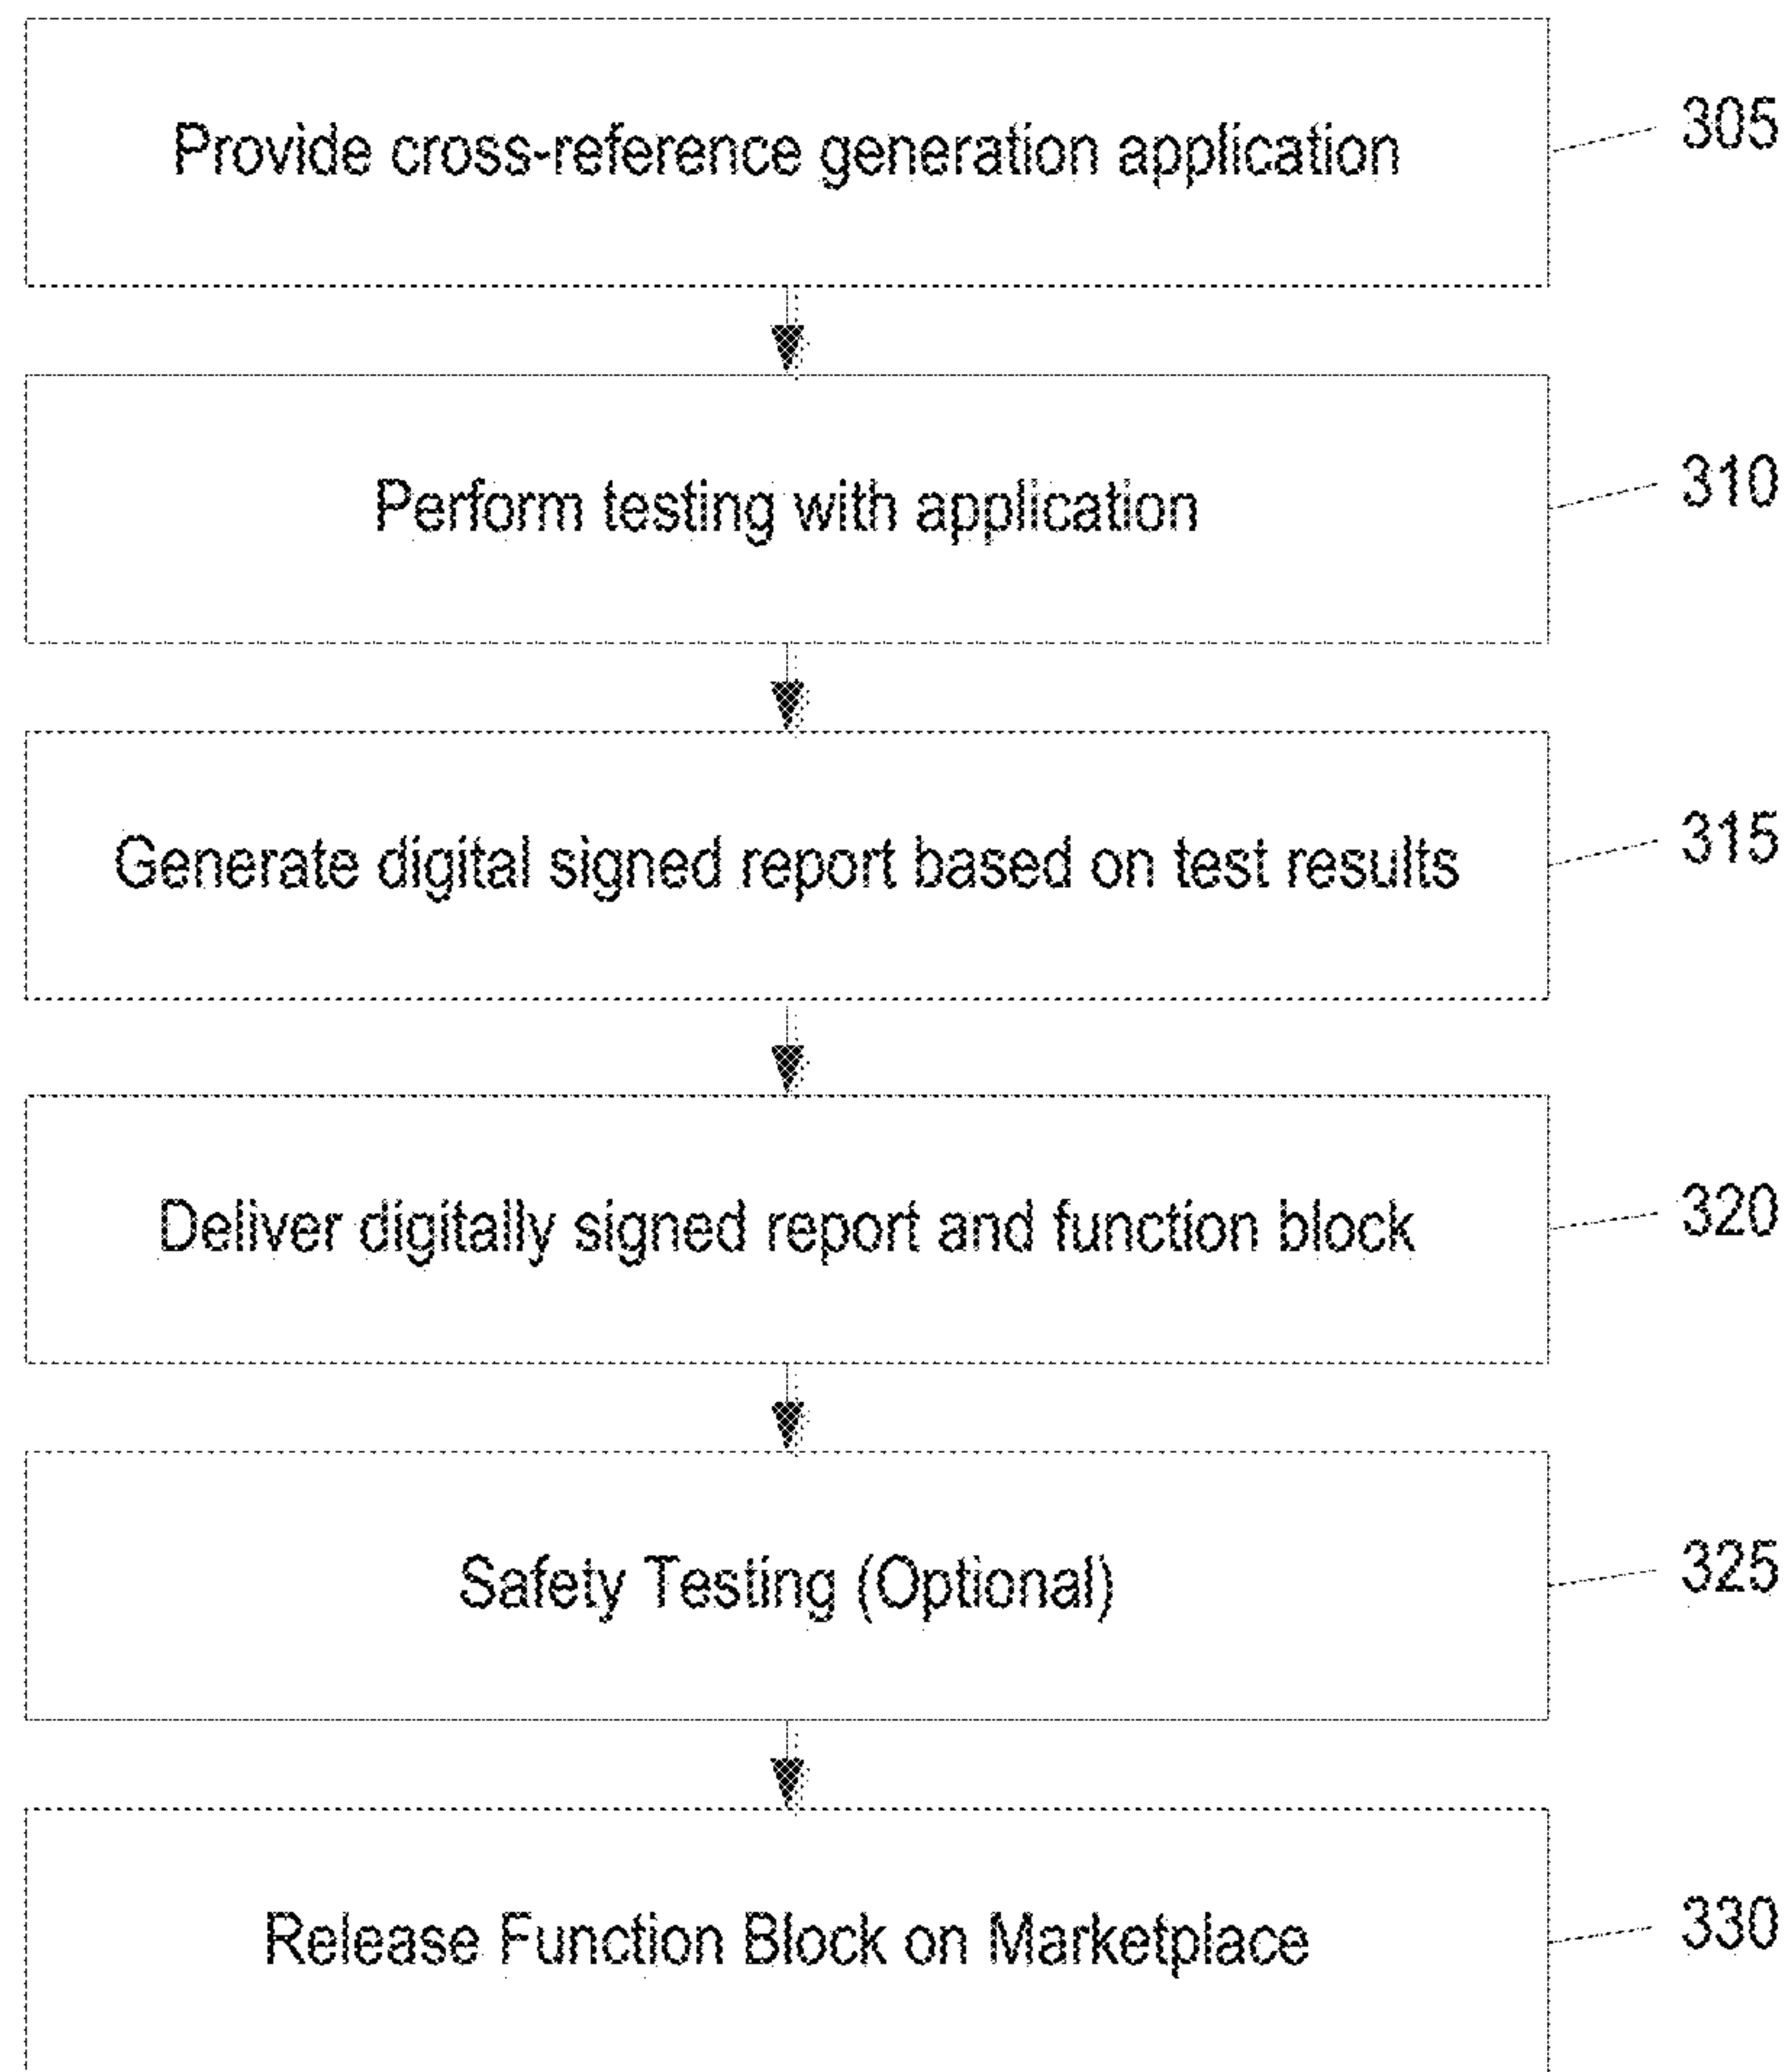 Provide cross-reference generation application
305
Perform testing with application
310
Generate digital signed report based on test results
315
Deliver digitally signed report and function block
320
Safety Testing (Optional)
325
Release Function Block on Marketplace
330